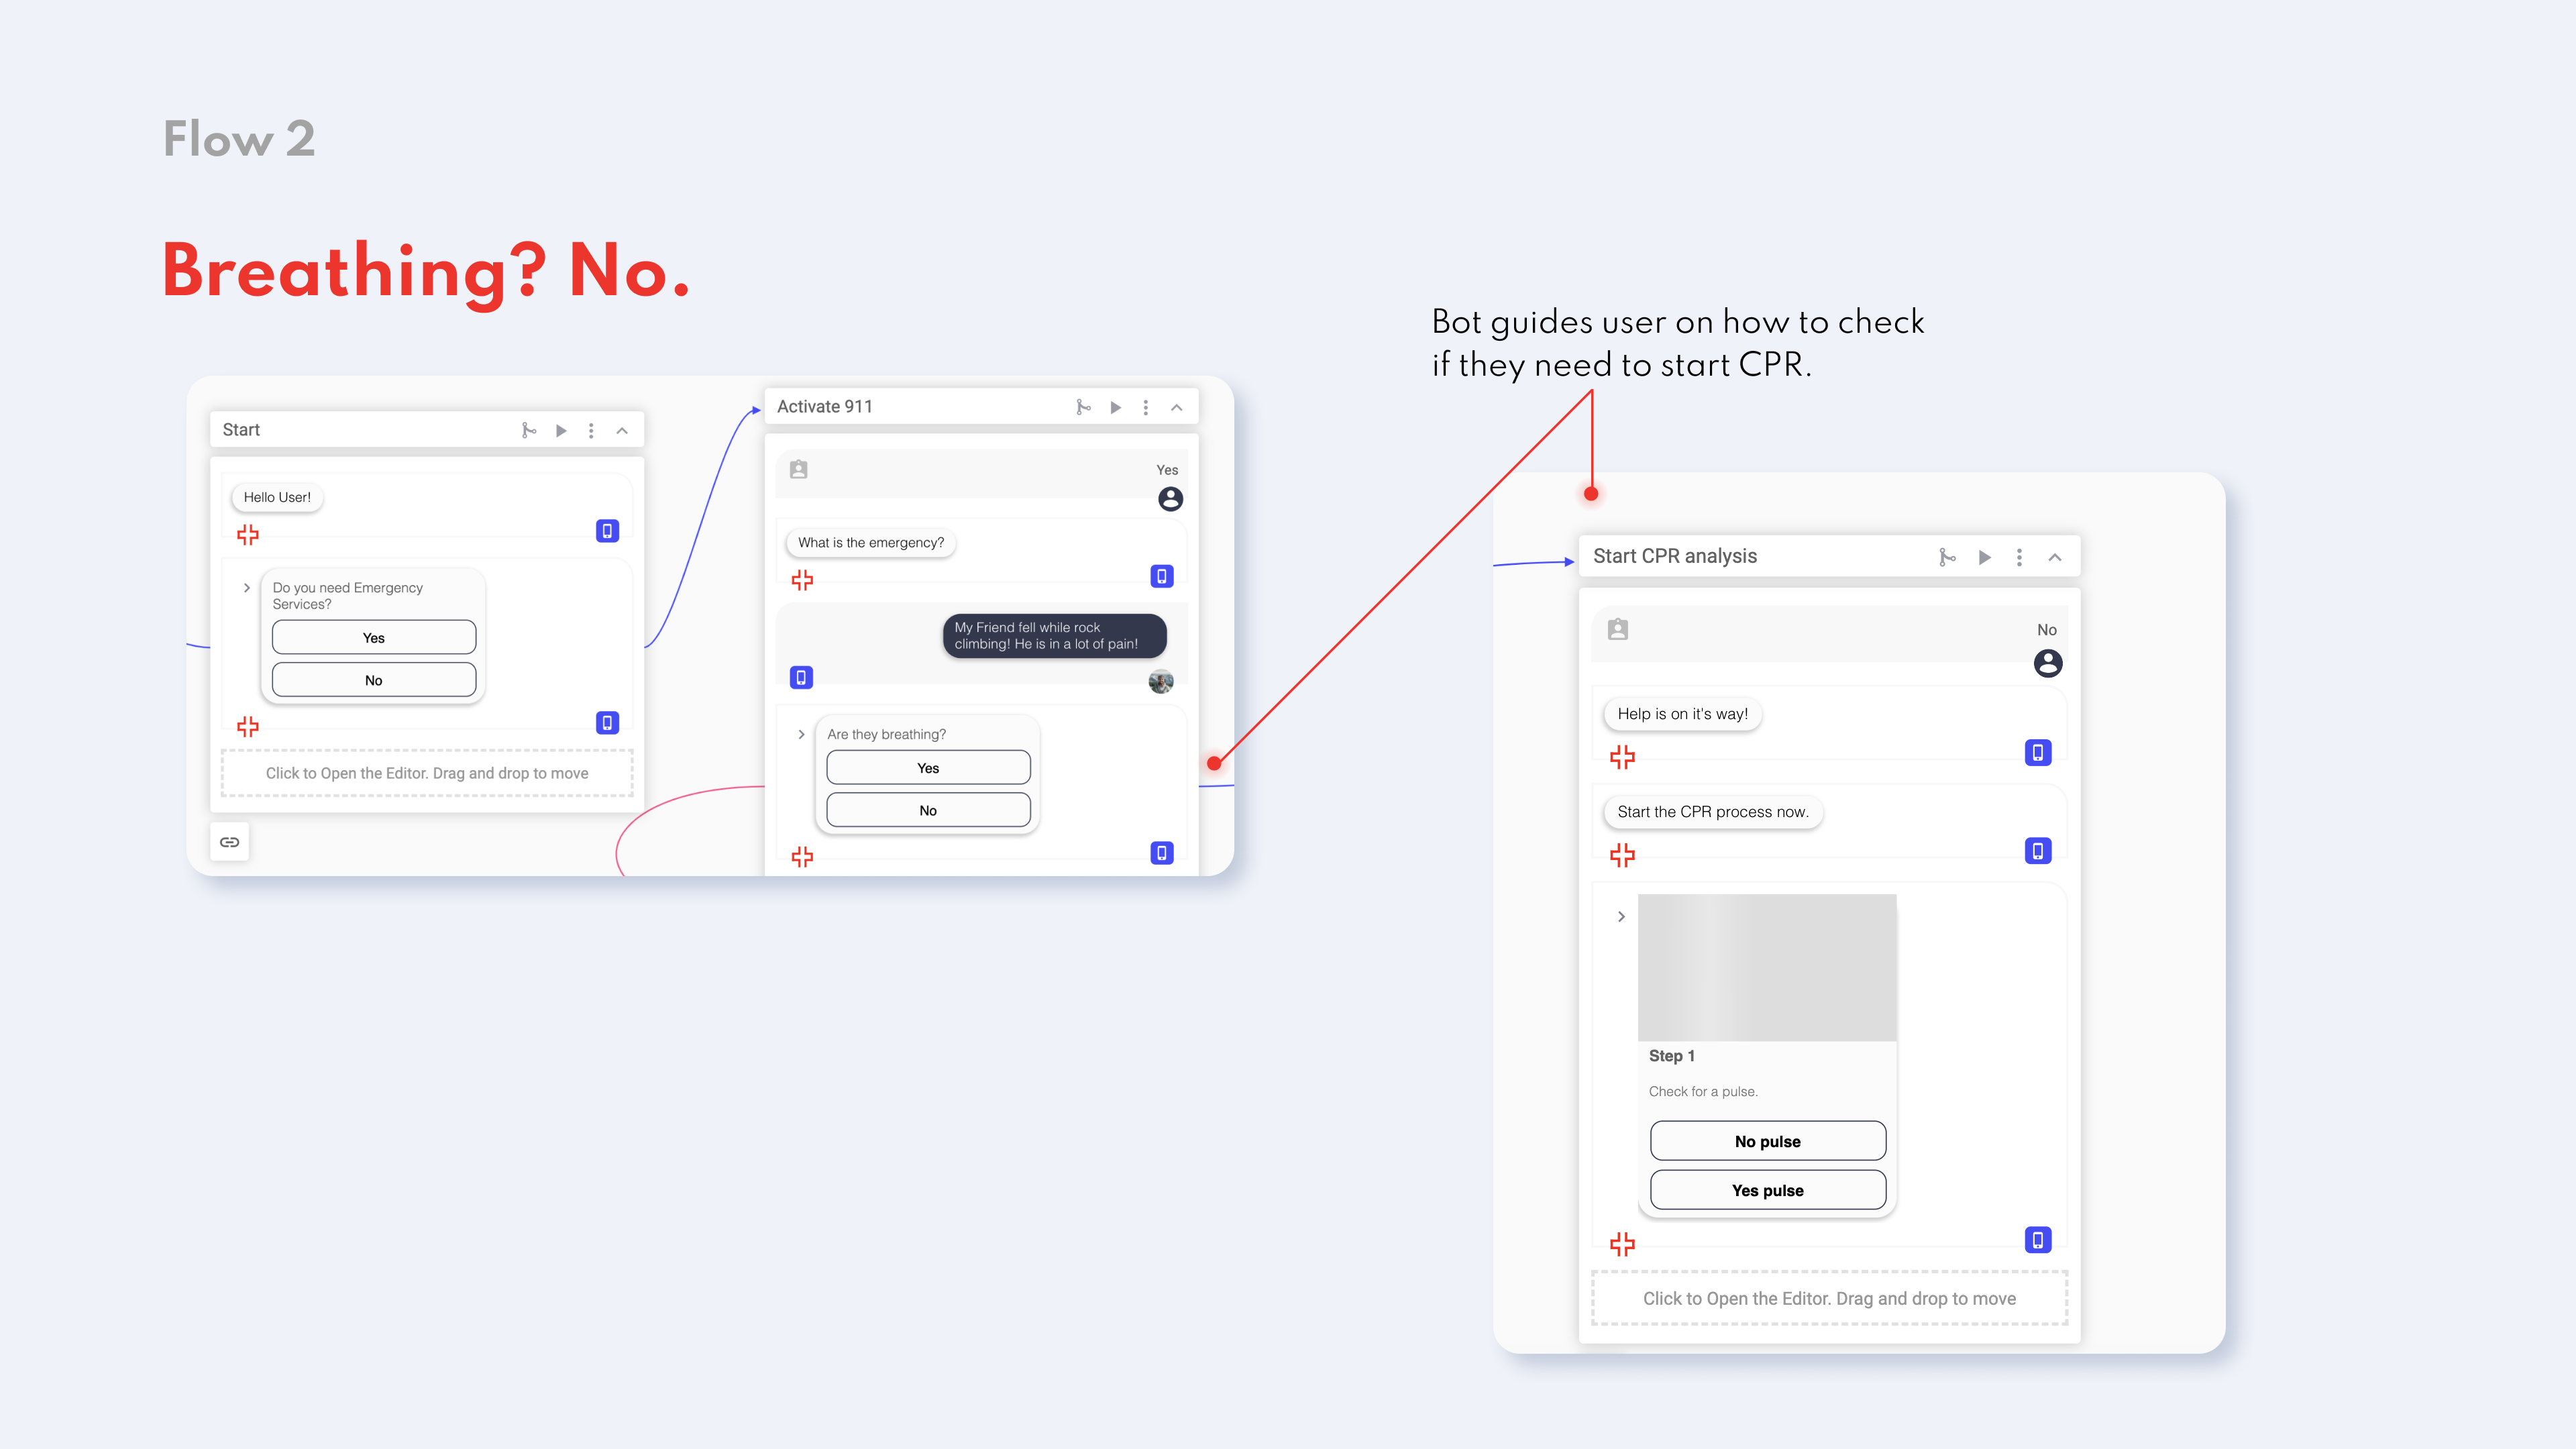 Flow 2
Breathing? No.
Bot guides user on how to check
if they need to start CPR.
Start
Hello User!
Do you need Emergency
Services?
Yes
No
Click to Open the Editor. Drag and drop to move
Activate 911
Yes
What is the emergency?
My Friend fell while rock
climbing! He is in a lot of pain!
Are they breathing?
Yes
No
Start CPR analysis
No
Help is on it's way!
Start the CPR process now.
Step 1
Check for a pulse.
No pulse
Yes pulse
Click to Open the Editor. Drag and drop to move